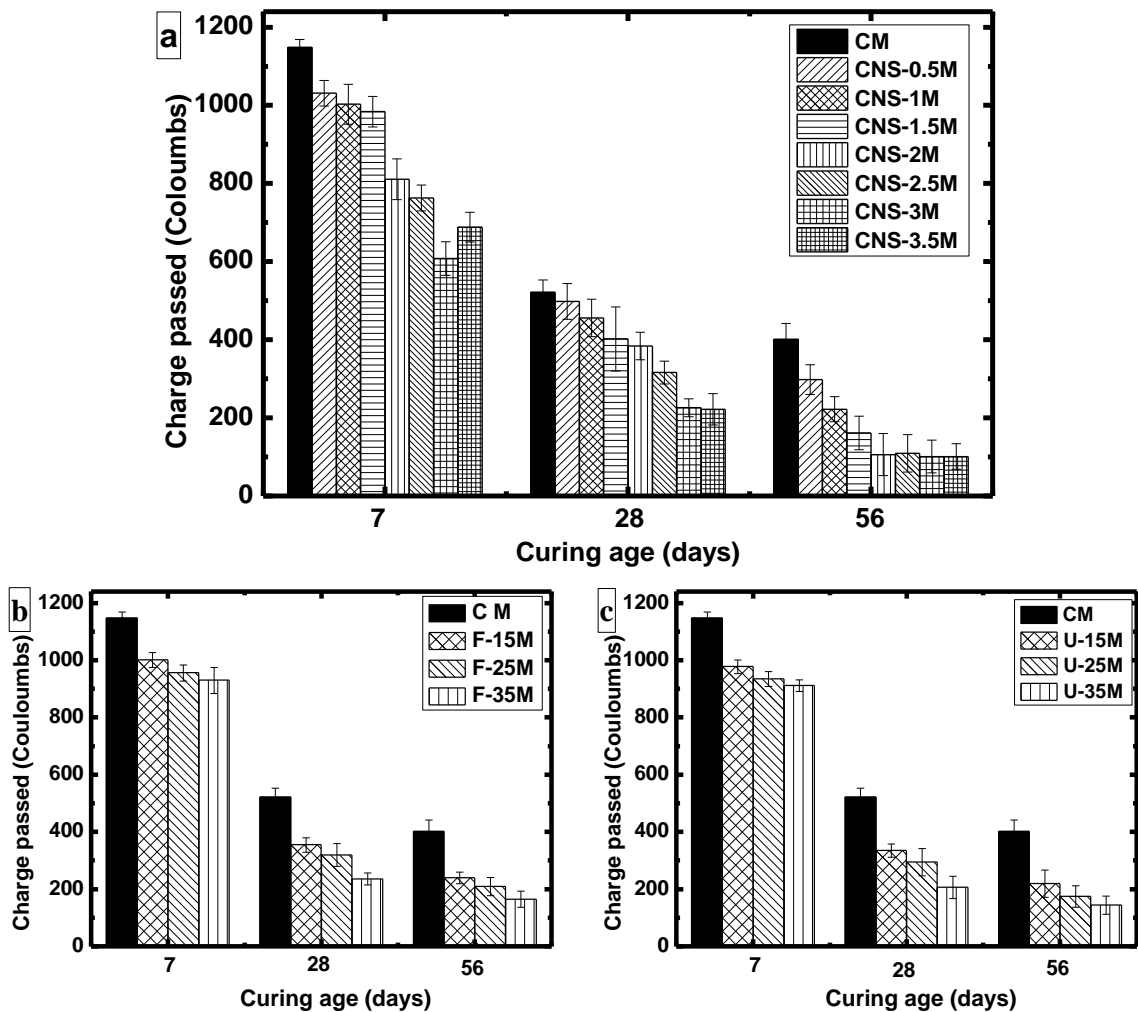 a
1200
1000
800
600
400
200
0
Charge passed (Coloumbs)
CM
CNS-0.5M
CNS-1M
CNS-1.5M
CNS-2M
CNS-2.5M
CNS-3M
CNS-3.5M
7 28 56
Curing age (days)
b
1200
1000
800
600
400
200
0
Charge passed (Couloumbs)
C M
F-15M
F-25M
F-35M
7 28 56
Curing age (days)
c
1200
1000
800
600
400
200
0
Charge passed (Couloumbs)
CM
U-15M
U-25M
U-35M
7 28 56
Curing age (days)